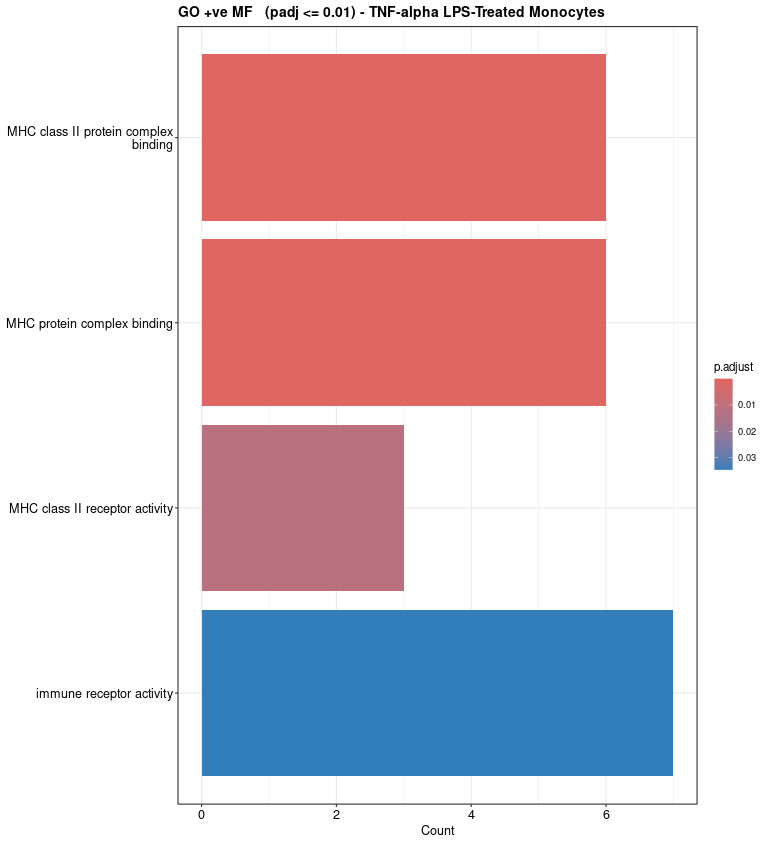 GO +ve MF   (padj <= 0.01) - TNF-alpha LPS-Treated Monocytes
MHC class II protein complex
binding
MHC protein complex binding
MHC class II receptor activity
immune receptor activity
0 2 4 6
Count
p.adjust
0.01
0.02
0.03